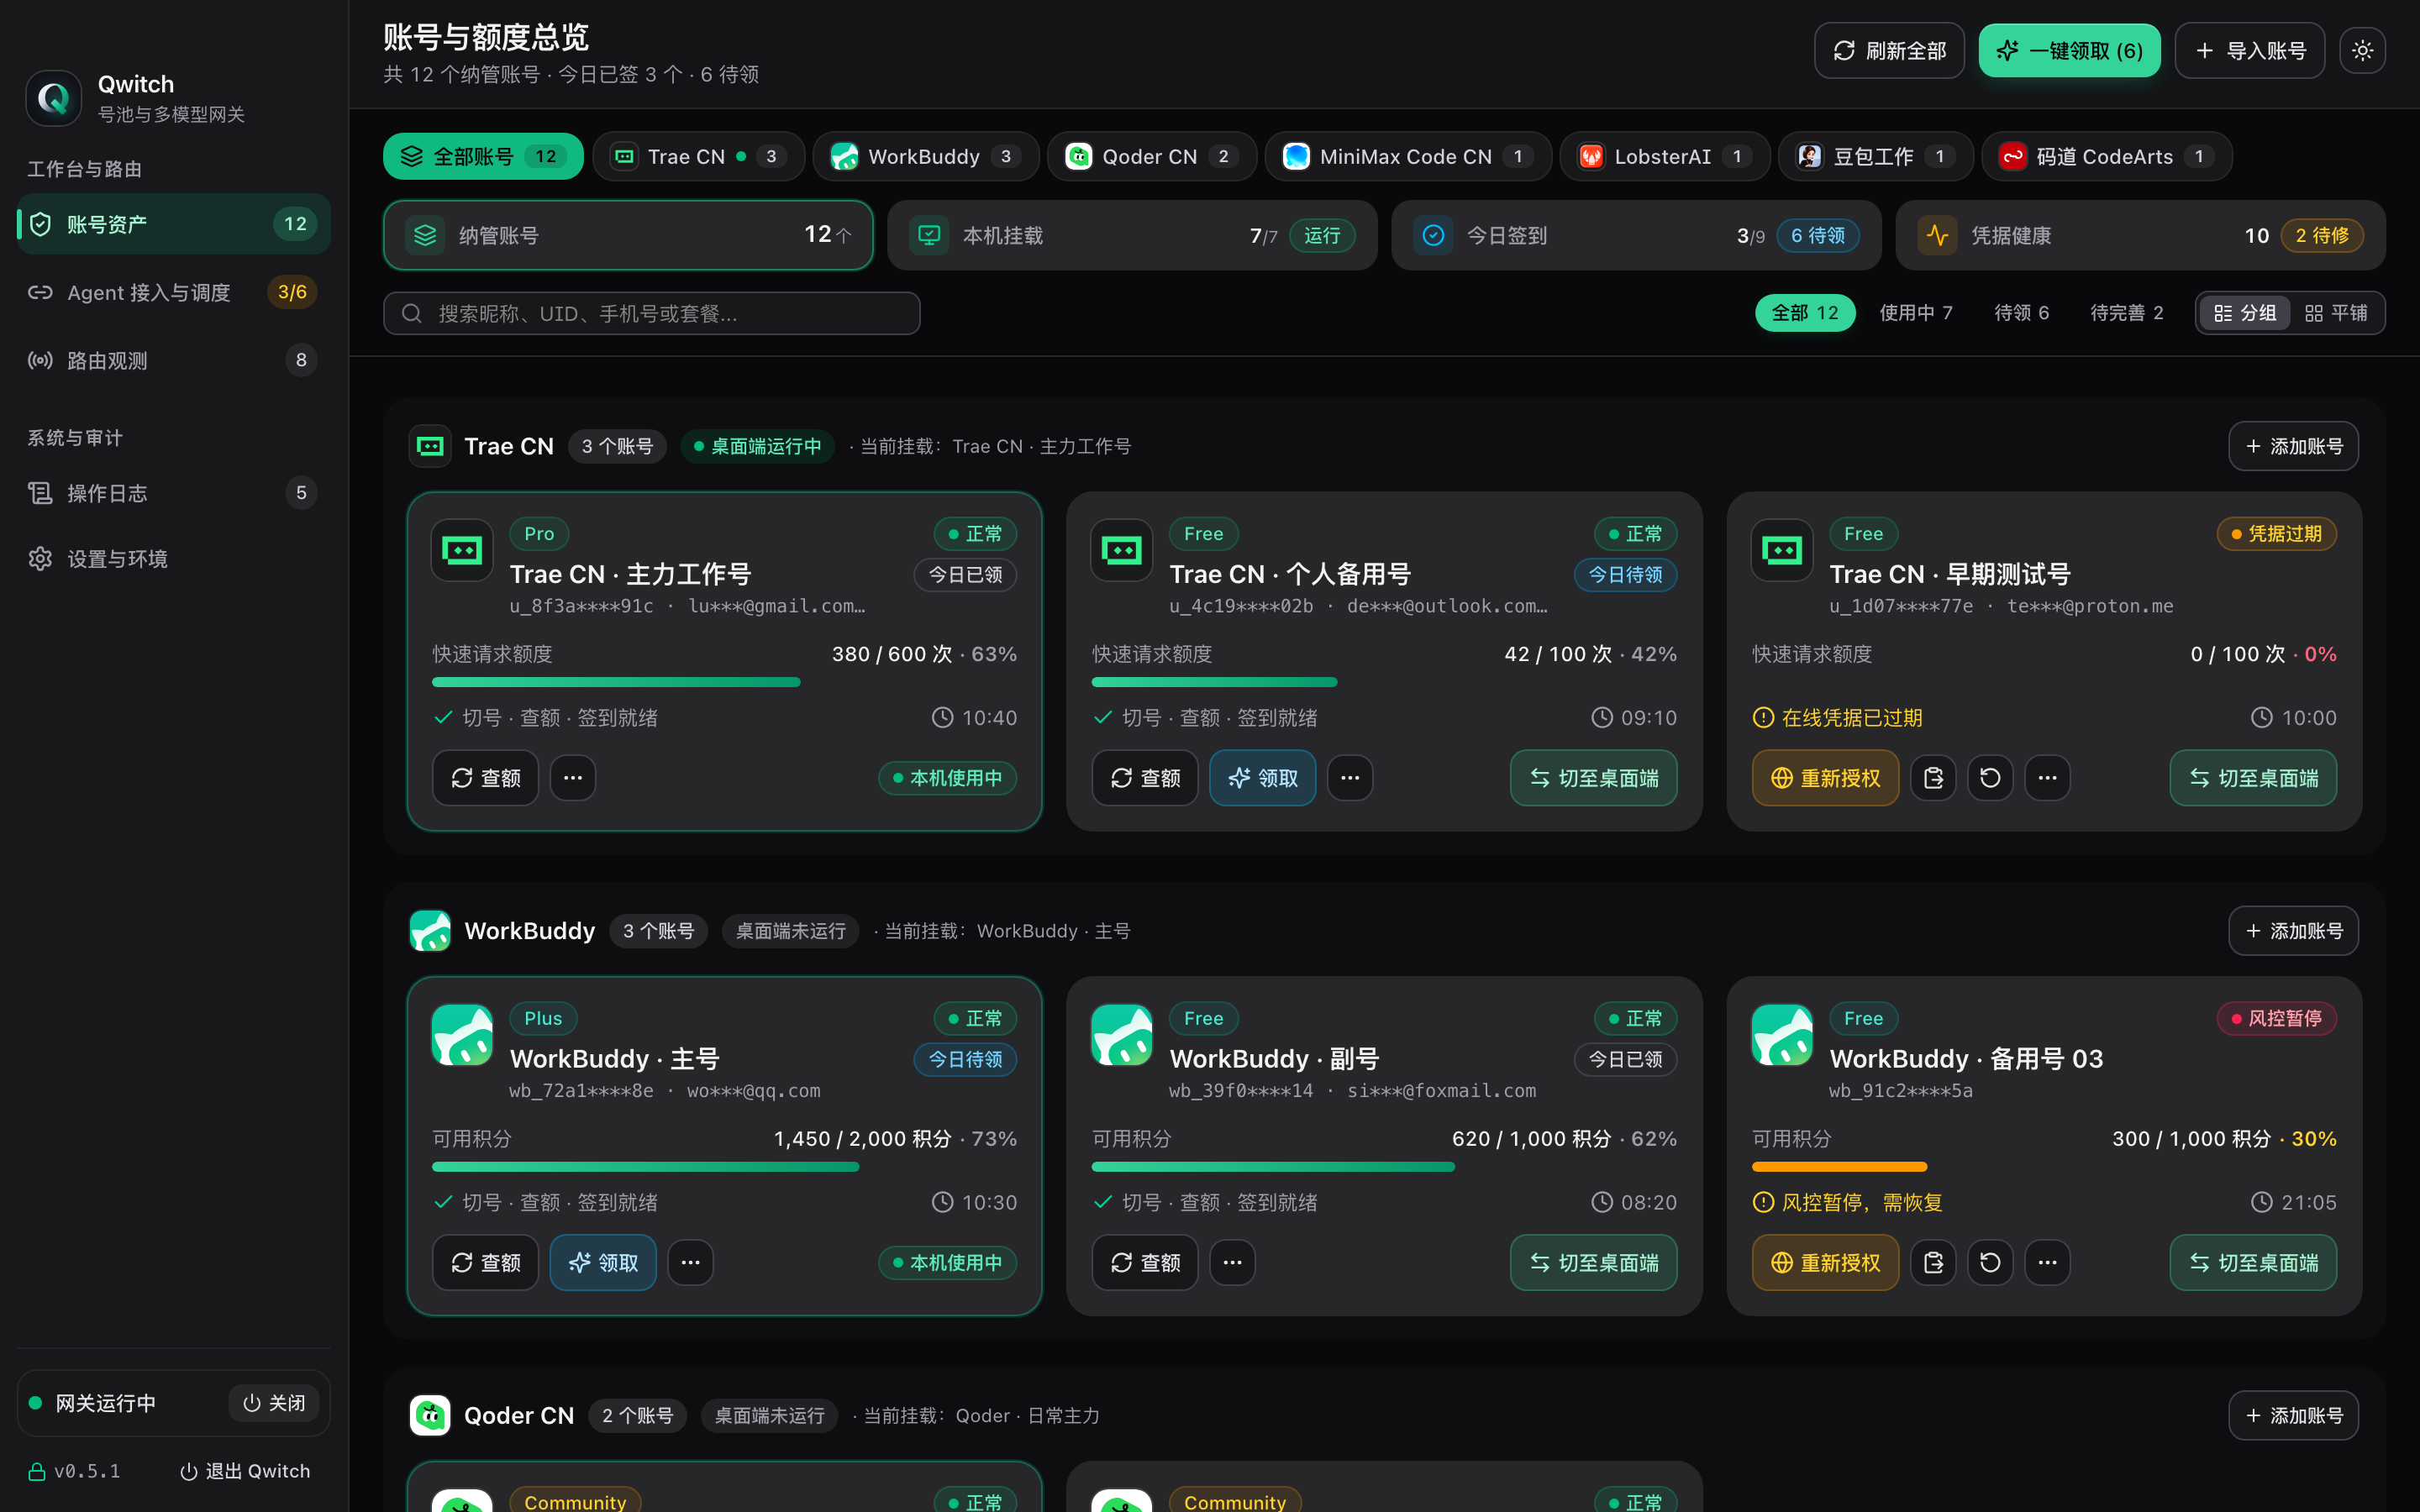 Qwitch
号池与多模型网关
工作台与路由
账号资产 12
Agent 接入与调度 3/6
路由观测 8
系统与审计
操作日志 5
设置与环境
网关运行中 关闭
v0.5.1 退出 Qwitch
账号与额度总览
共 12 个纳管账号 · 今日已签 3 个 · 6 待领
刷新全部 一键领取 (6) 导入账号
全部账号 12 Trae CN 3 WorkBuddy 3 Qoder CN 2 MiniMax Code CN 1 LobsterAI 1 豆包工作 1 码道 CodeArts 1
纳管账号 12个 本机挂载 7/7 运行 今日签到 3/9 6 待领 凭据健康 10 2 待修
搜索昵称、UID、手机号或套餐... 全部 12 使用中 7 待领 6 待完善 2 分组 平铺
Trae CN 3 个账号 桌面端运行中 · 当前挂载：Trae CN · 主力工作号 添加账号
Pro 正常
Trae CN · 主力工作号 今日已领
u_8f3a****91c · lu***@gmail.com…
快速请求额度 380 / 600 次 · 63%
切号 · 查额 · 签到就绪 10:40
查额 本机使用中
Free 正常
Trae CN · 个人备用号 今日待领
u_4c19****02b · de***@outlook.com…
快速请求额度 42 / 100 次 · 42%
切号 · 查额 · 签到就绪 09:10
查额 领取 切至桌面端
Free 凭据过期
Trae CN · 早期测试号
u_1d07****77e · te***@proton.me
快速请求额度 0 / 100 次 · 0%
在线凭据已过期 10:00
重新授权 切至桌面端
WorkBuddy 3 个账号 桌面端未运行 · 当前挂载：WorkBuddy · 主号 添加账号
Plus 正常
WorkBuddy · 主号 今日待领
wb_72a1****8e · wo***@qq.com
可用积分 1,450 / 2,000 积分 · 73%
切号 · 查额 · 签到就绪 10:30
查额 领取 本机使用中
Free 正常
WorkBuddy · 副号 今日已领
wb_39f0****14 · si***@foxmail.com
可用积分 620 / 1,000 积分 · 62%
切号 · 查额 · 签到就绪 08:20
查额 切至桌面端
Free 风控暂停
WorkBuddy · 备用号 03
wb_91c2****5a
可用积分 300 / 1,000 积分 · 30%
风控暂停，需恢复 21:05
重新授权 切至桌面端
Qoder CN 2 个账号 桌面端未运行 · 当前挂载：Qoder · 日常主力 添加账号
Community 正常
Community 正常